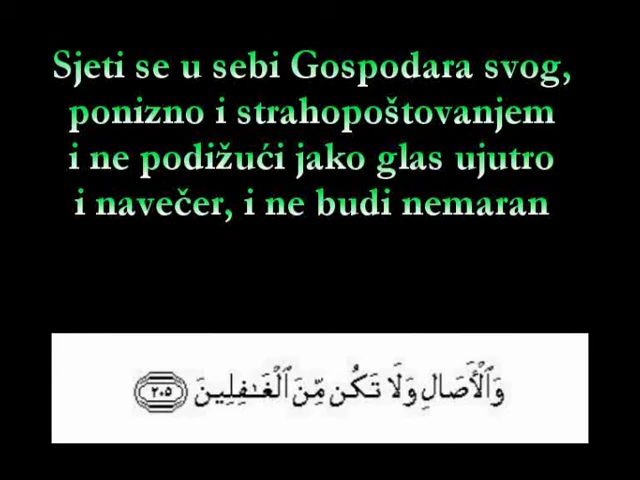 Sjeti se u sebi Gospodara svog,
ponizno i strahopoštovanjem
i ne podižući jako glas ujutro
i navečer, i ne budi nemaran
وَٱلْأَصَالِ وَلَا تَكُن مِّنَ ٱلْغَـٰفِلِينَ ٢٠٥